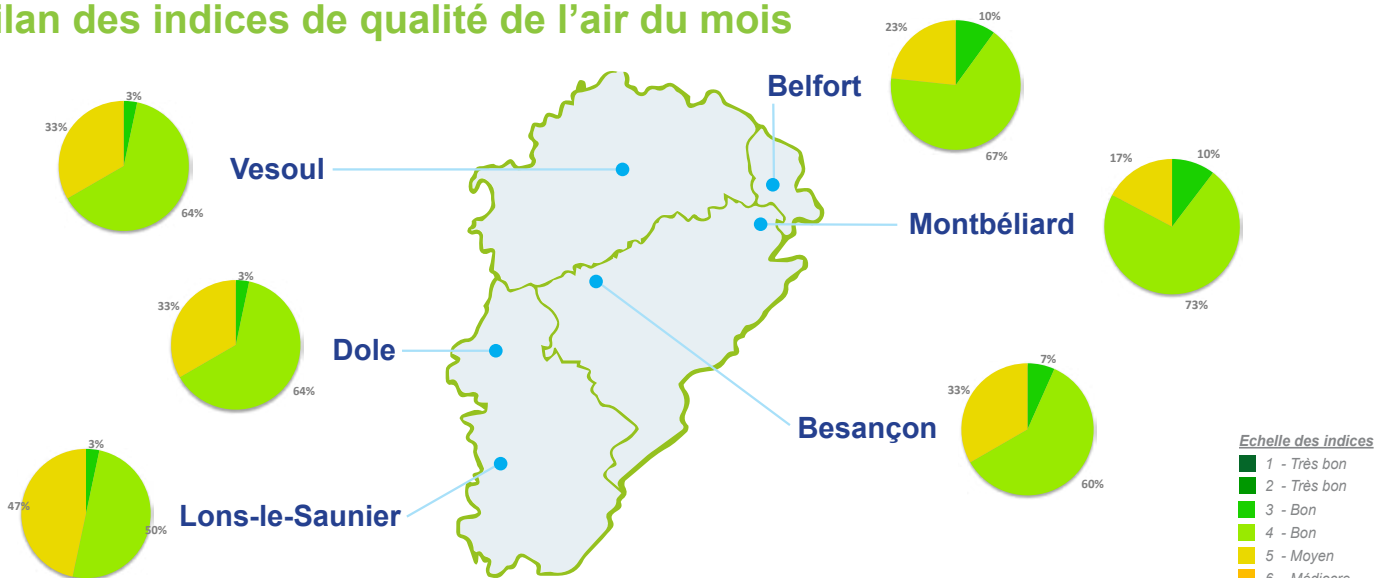 ilan des indices de qualité de l'air du mois
23%
10%
67%
Belfort
3%
33%
64%
Vesoul
17%
10%
73%
Montbéliard
3%
33%
64%
Dole
7%
33%
60%
Besançon
3%
47%
50%
Lons-le-Saunier
Echelle des indices
1 - Très bon
2 - Très bon
3 - Bon
4 - Bon
5 - Moyen
6 - Médiocre